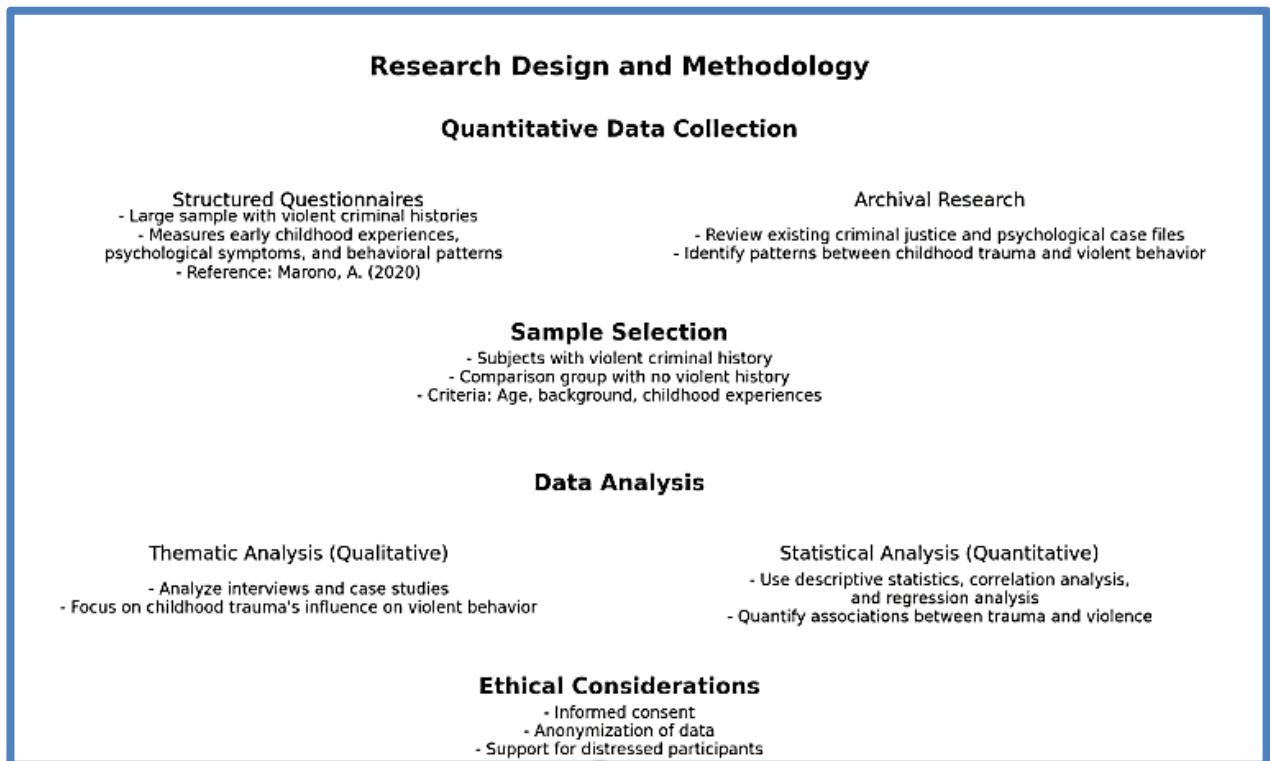 Research Design and Methodology
Quantitative Data Collection
Structured Questionnaires
- Large sample with violent criminal histories
- Measures early childhood experiences,
psychological symptoms, and behavioral patterns
- Reference: Marono, A. (2020)
Archival Research
- Review existing criminal justice and psychological case files
- Identify patterns between childhood trauma and violent behavior
Sample Selection
- Subjects with violent criminal history
- Comparison group with no violent history
- Criteria: Age, background, childhood experiences
Data Analysis
Thematic Analysis (Qualitative)
- Analyze interviews and case studies
- Focus on childhood trauma's influence on violent behavior
Statistical Analysis (Quantitative)
- Use descriptive statistics, correlation analysis,
and regression analysis
- Quantify associations between trauma and violence
Ethical Considerations
- Informed consent
- Anonymization of data
- Support for distressed participants